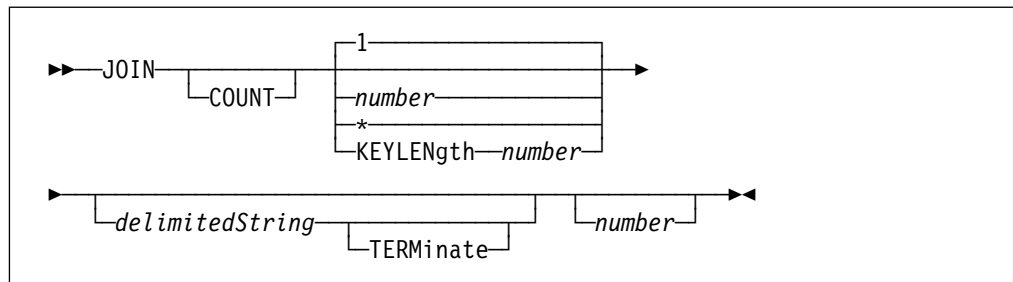 1
►►──JOIN
COUNT
number
*
KEYLENgth──number
delimitedString
TERMinate
number